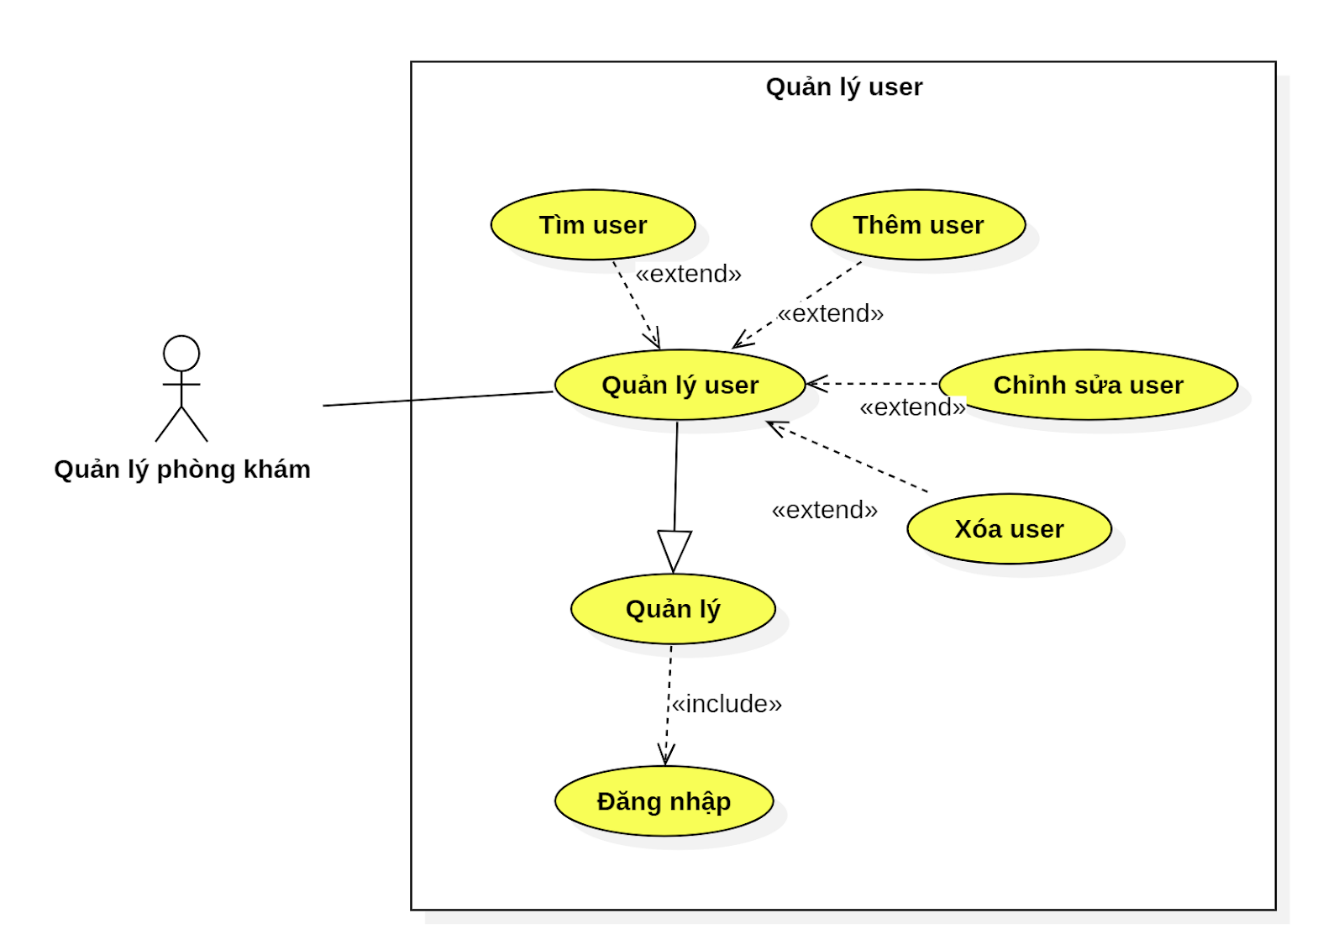 Quản lý user
Tìm user
Thêm user
«extend»
«extend»
Quản lý user
Chỉnh sửa user
«extend»
Quản lý phòng khám
«extend»
Xóa user
Quản lý
«include»
Đăng nhập